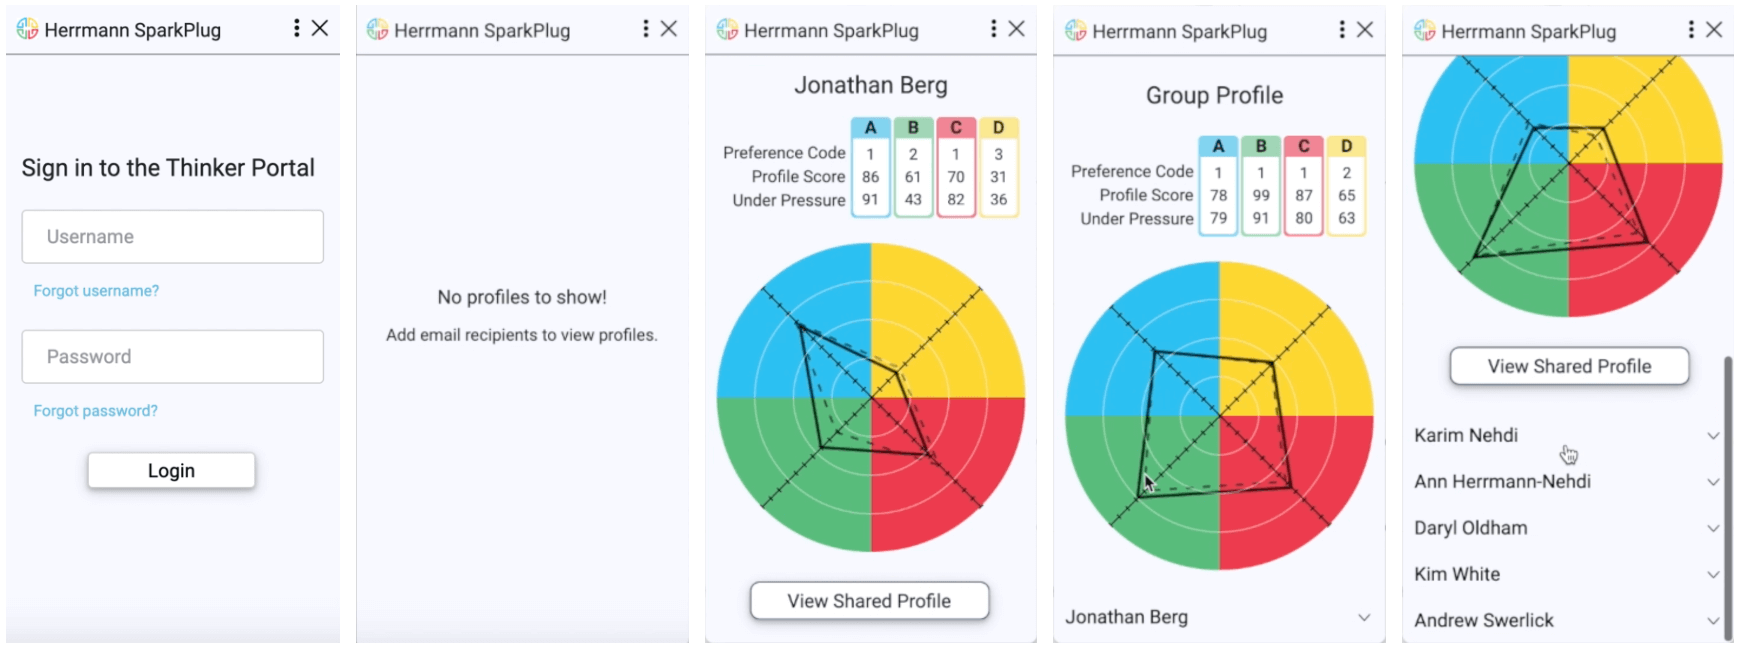 Herrmann SparkPlug
Sign in to the Thinker Portal
Username
Forgot username?
Password
Forgot password?
Login
Herrmann SparkPlug
No profiles to show!
Add email recipients to view profiles.
Herrmann SparkPlug
Jonathan Berg
A B C D
Preference Code 1 2 1 3
Profile Score 86 61 70 31
Under Pressure 91 43 82 36
View Shared Profile
Herrmann SparkPlug
Group Profile
A B C D
Preference Code 1 1 1 2
Profile Score 78 99 87 65
Under Pressure 79 91 80 63
Jonathan Berg
Herrmann SparkPlug
View Shared Profile
Karim Nehdi
Ann Herrmann-Nehdi
Daryl Oldham
Kim White
Andrew Swerlick